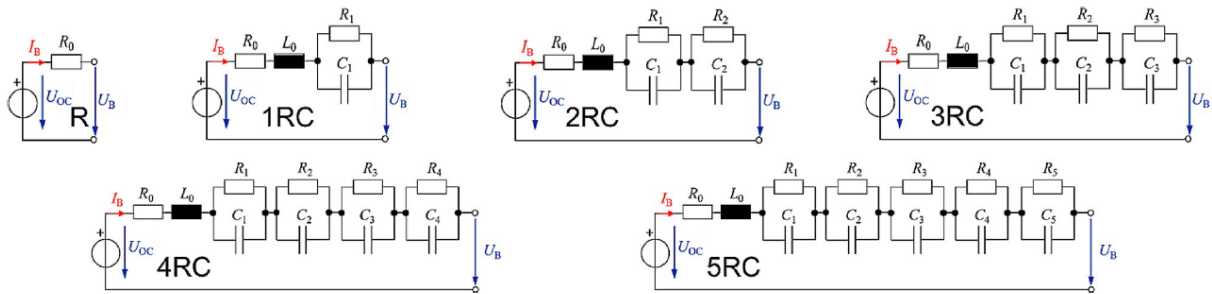 I_B R_0
U_OC R U_B
I_B R_0 L_0 R_1 C_1
U_OC 1RC U_B
I_B R_0 L_0 R_1 C_1 R_2 C_2
U_OC 2RC U_B
I_B R_0 L_0 R_1 C_1 R_2 C_2 R_3 C_3
U_OC 3RC U_B
I_B R_0 L_0 R_1 C_1 R_2 C_2 R_3 C_3 R_4 C_4
U_OC 4RC U_B
I_B R_0 L_0 R_1 C_1 R_2 C_2 R_3 C_3 R_4 C_4 R_5 C_5
U_OC 5RC U_B